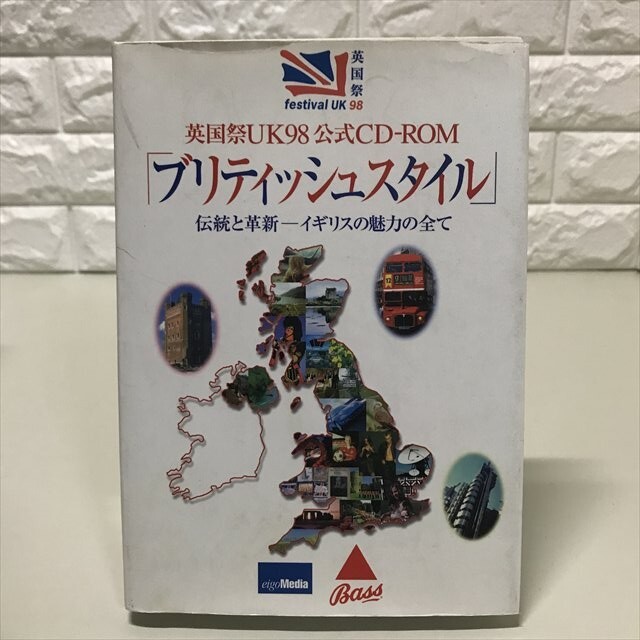 英国祭
festival UK 98
英国祭UK98 公式CD-ROM
「ブリティッシュスタイル」
伝統と革新―イギリスの魅力の全て
eigoMedia
Bass